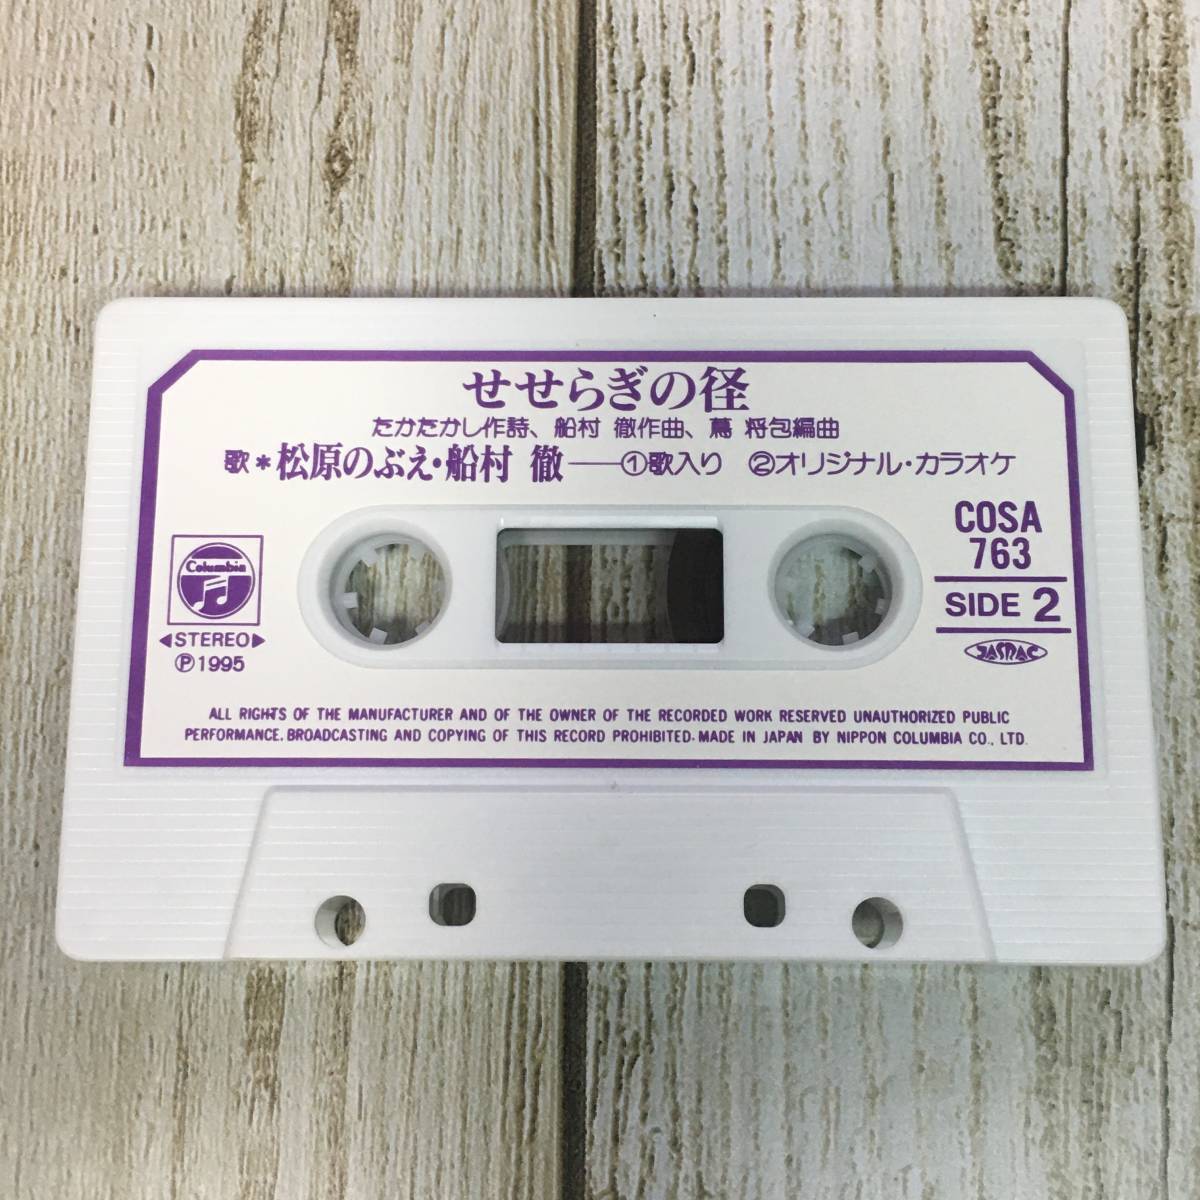 せせらぎの径
たかたかし作詩、船村 徹作曲、蔦 将包編曲
歌＊松原のぶえ・船村 徹――①歌入り ②オリジナル・カラオケ
COSA
763
SIDE 2
JASRAC
Columbia
◀STEREO▶
Ⓟ1995
ALL RIGHTS OF THE MANUFACTURER AND OF THE OWNER OF THE RECORDED WORK RESERVED UNAUTHORIZED PUBLIC
PERFORMANCE. BROADCASTING AND COPYING OF THIS RECORD PROHIBITED. MADE IN JAPAN BY NIPPON COLUMBIA CO., LTD.